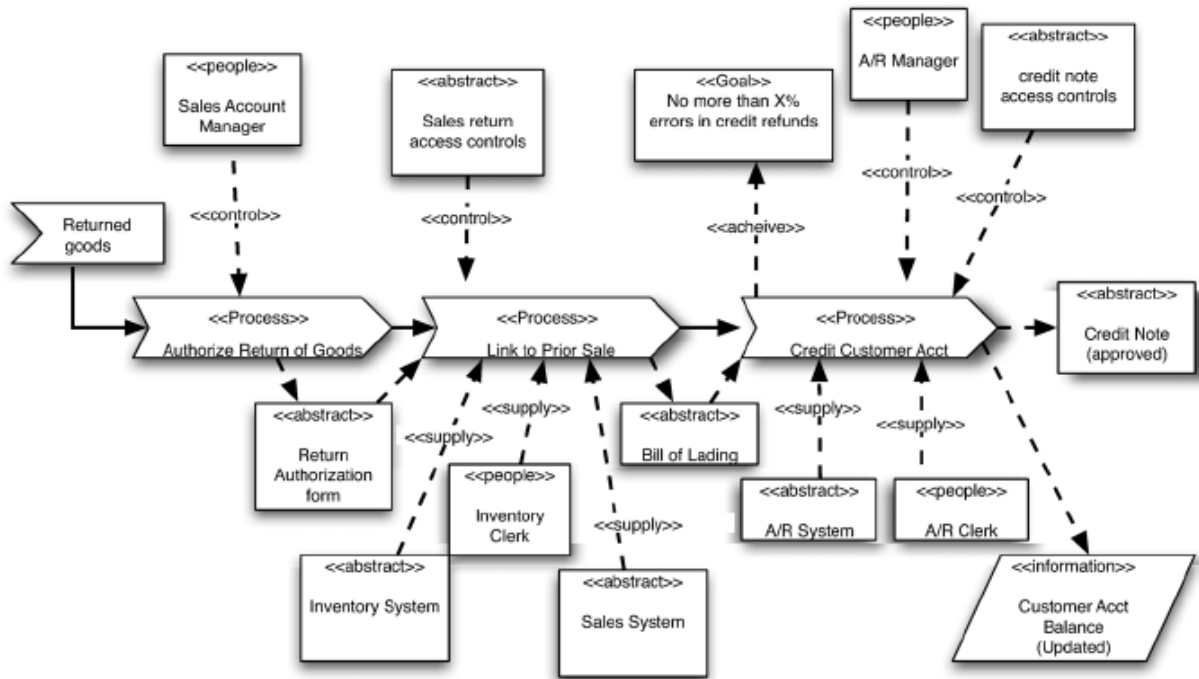 <<people>>
Sales Account
Manager
<<abstract>>
Sales return
access controls
<<Goal>>
No more than X%
errors in credit refunds
<<people>>
A/R Manager
<<abstract>>
credit note
access controls
<<control>>
<<control>>
<<acheive>>
<<control>>
<<control>>
Returned
goods
<<Process>>
Authorize Return of Goods
<<Process>>
Link to Prior Sale
<<Process>>
Credit Customer Acct
<<abstract>>
Credit Note
(approved)
<<abstract>>
Return
Authorization
form
<<supply>>
<<supply>>
<<abstract>>
Bill of Lading
<<supply>>
<<supply>>
<<people>>
Inventory
Clerk
<<supply>>
<<abstract>>
A/R System
<<people>>
A/R Clerk
<<abstract>>
Inventory System
<<abstract>>
Sales System
<<information>>
Customer Acct
Balance
(Updated)